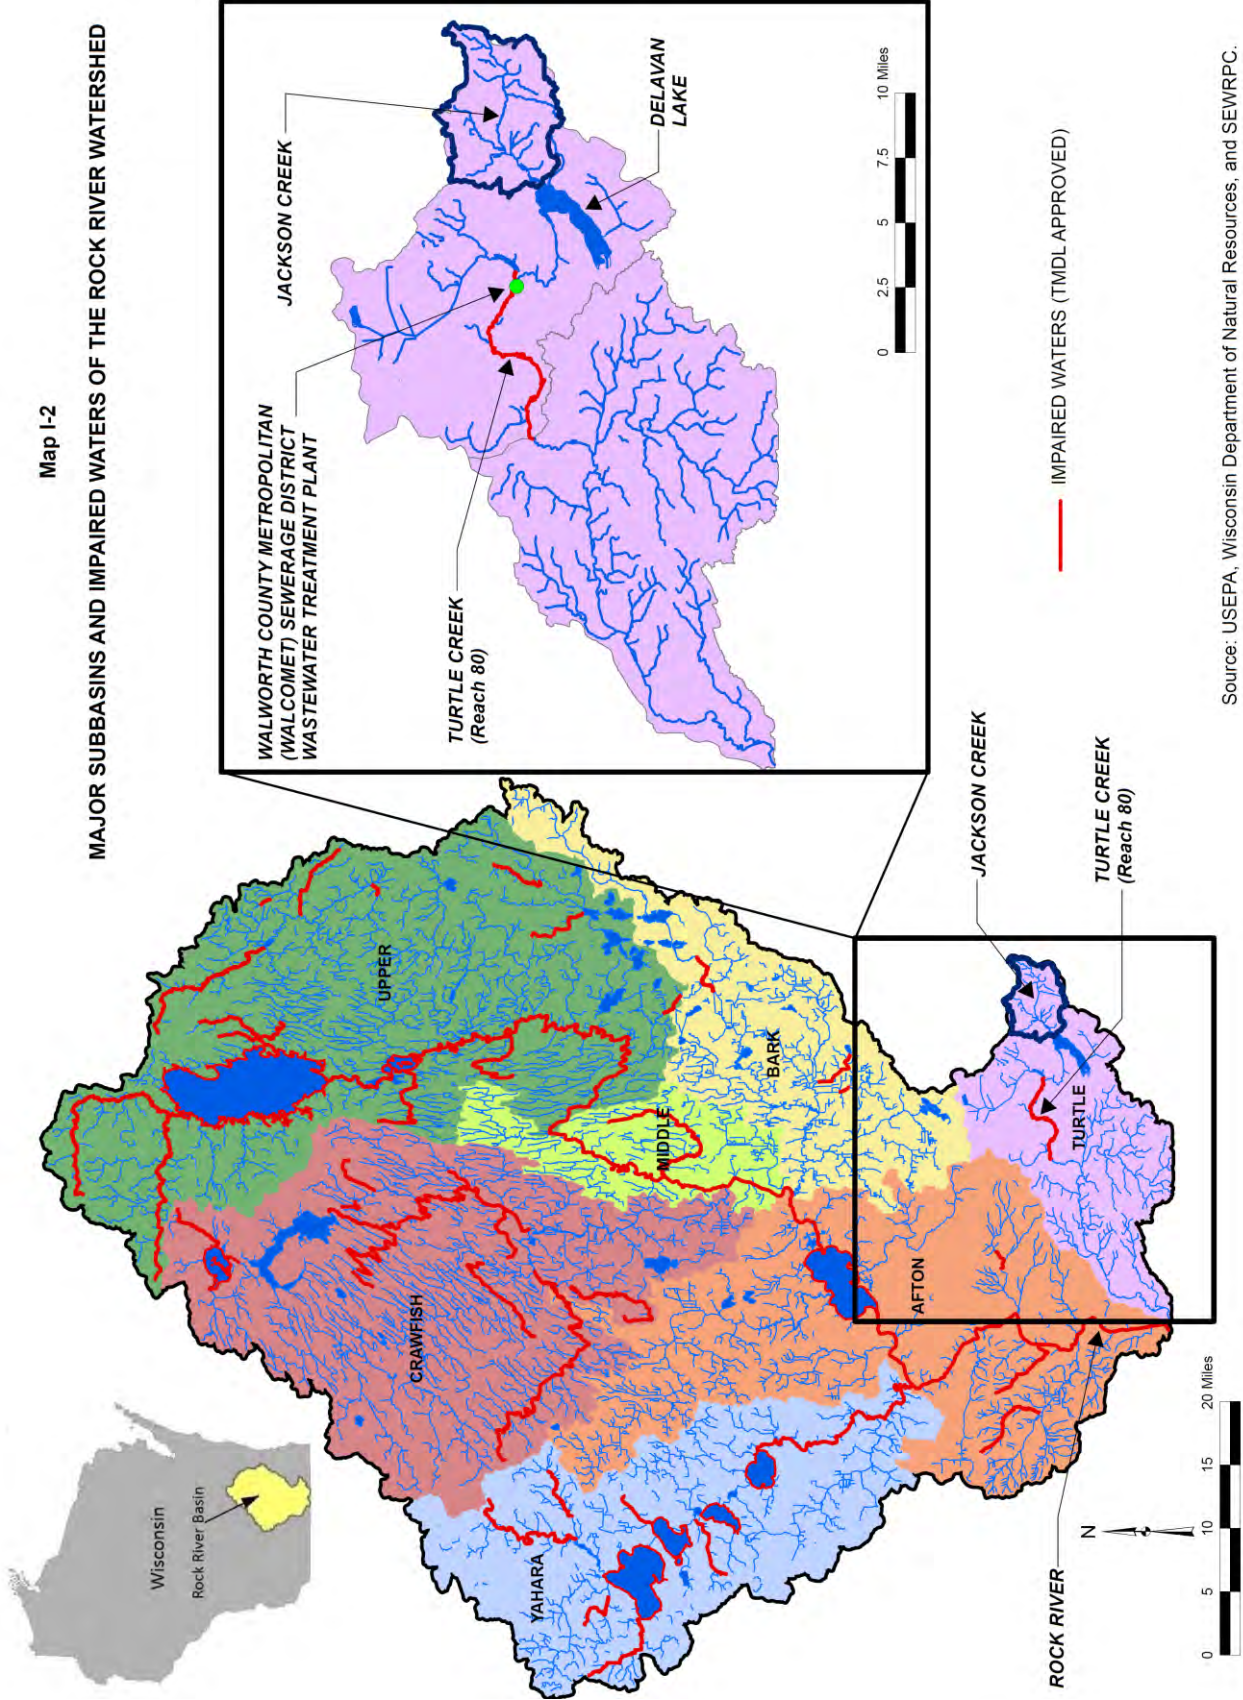 Map I-2
MAJOR SUBBASINS AND IMPAIRED WATERS OF THE ROCK RIVER WATERSHED
Wisconsin
Rock River Basin
UPPER
CRAWFISH
MIDDLE
BARK
YAHARA
AFTON
TURTLE
JACKSON CREEK
TURTLE CREEK
(Reach 80)
ROCK RIVER
N
0 5 10 15 20 Miles
JACKSON CREEK
WALWORTH COUNTY METROPOLITAN
(WALCOMET) SEWERAGE DISTRICT
WASTEWATER TREATMENT PLANT
TURTLE CREEK
(Reach 80)
DELAVAN
LAKE
0 2.5 5 7.5 10 Miles
IMPAIRED WATERS (TMDL APPROVED)
Source: USEPA, Wisconsin Department of Natural Resources, and SEWRPC.